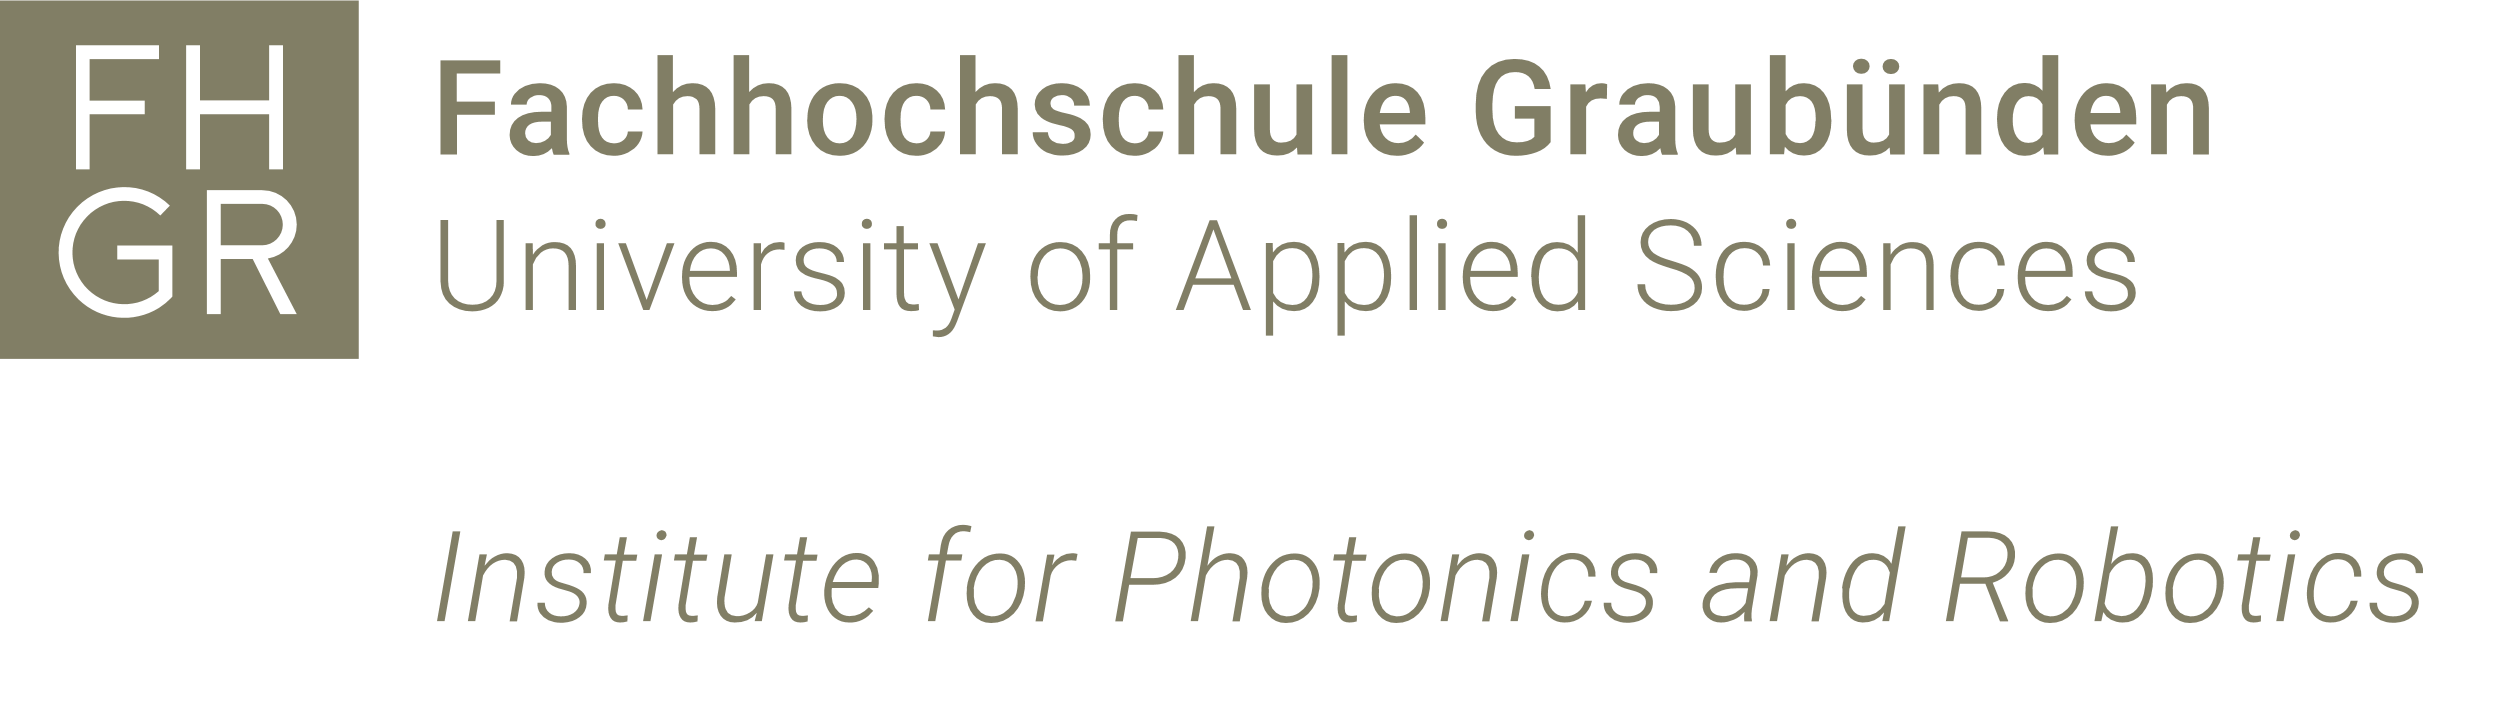 FH
GR
Fachhochschule Graubünden
University of Applied Sciences
Institute for Photonics and Robotics